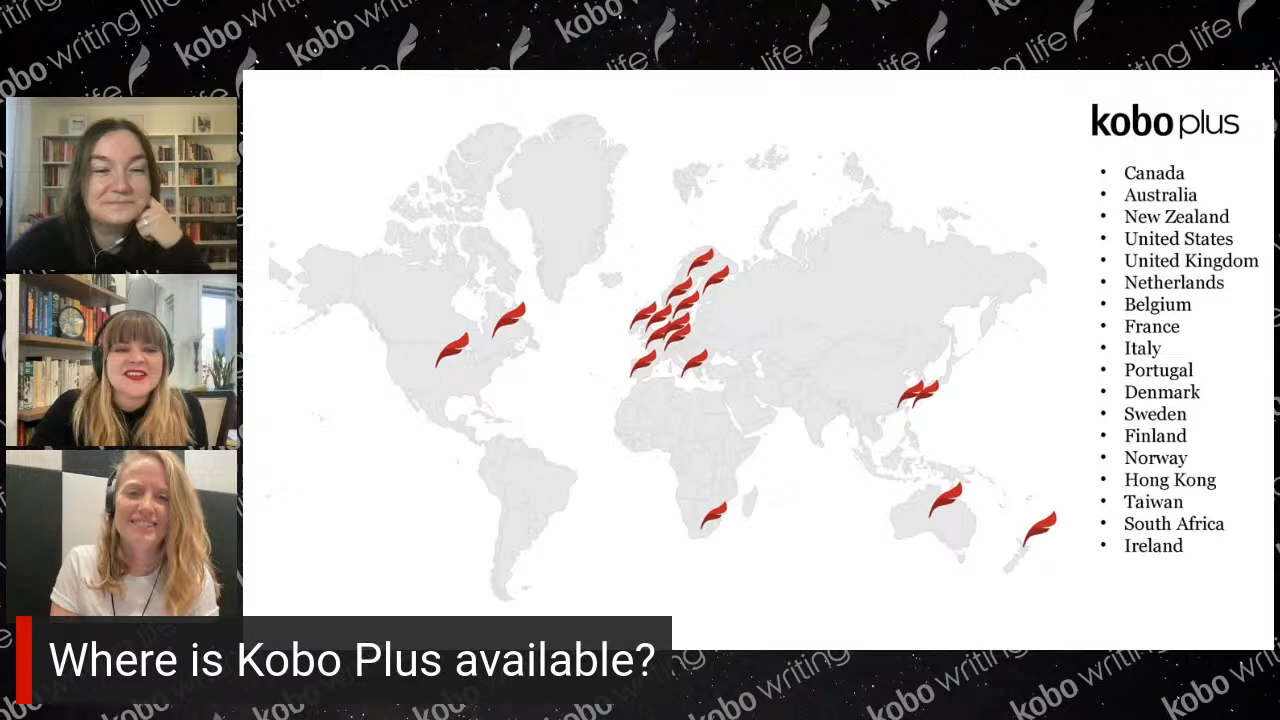 kobo writing life
kobo plus
• Canada
• Australia
• New Zealand
• United States
• United Kingdom
• Netherlands
• Belgium
• France
• Italy
• Portugal
• Denmark
• Sweden
• Finland
• Norway
• Hong Kong
• Taiwan
• South Africa
• Ireland
Where is Kobo Plus available?